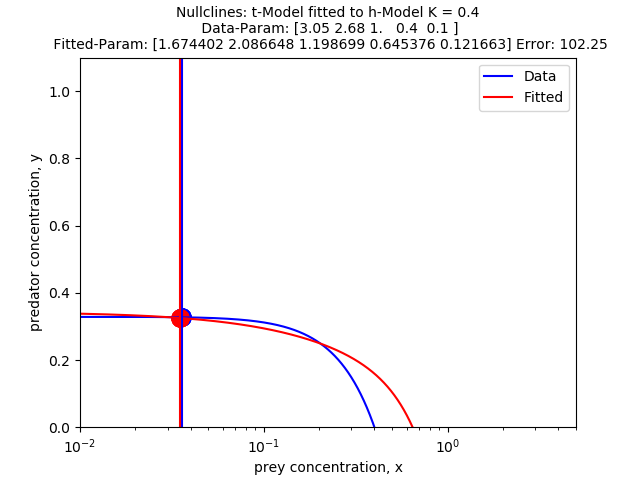 Nullclines: t-Model fitted to h-Model K = 0.4
Data-Param: [3.05 2.68 1.   0.4  0.1 ]
Fitted-Param: [1.674402 2.086648 1.198699 0.645376 0.121663] Error: 102.25
Data
Fitted
1.0
0.8
0.6
0.4
0.2
0.0
predator concentration, y
10⁻²
10⁻¹
10⁰
prey concentration, x